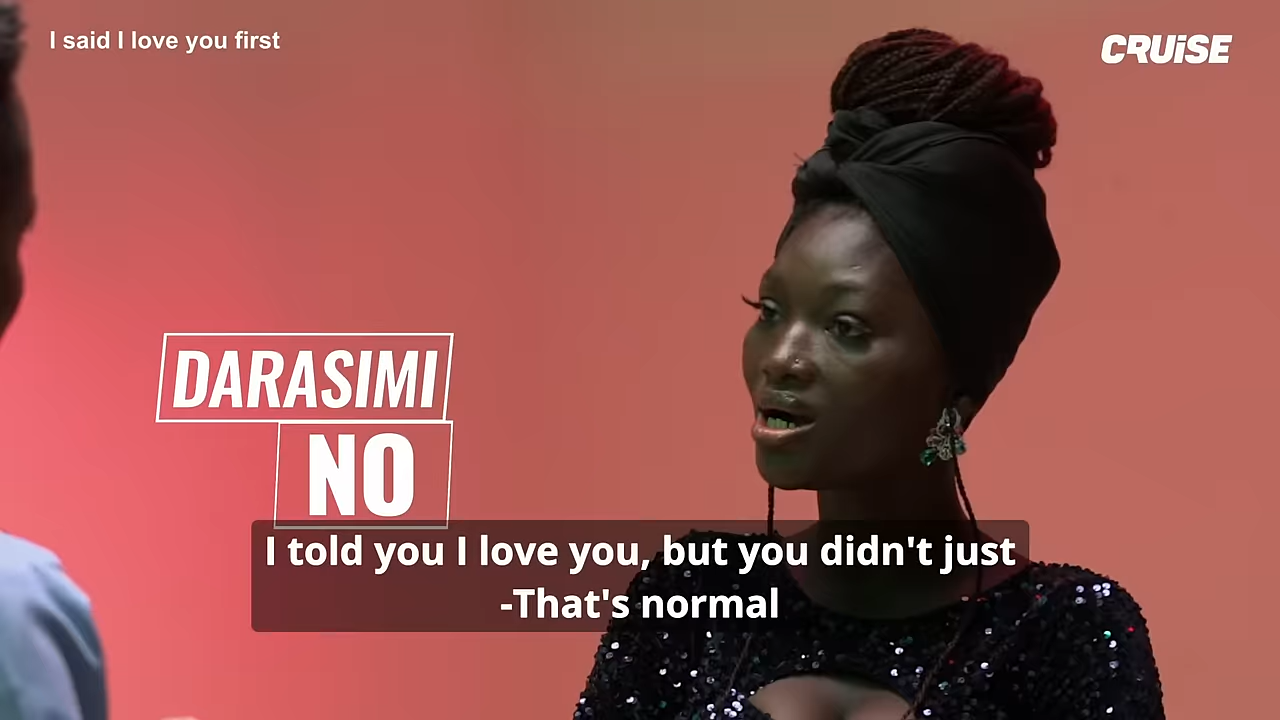 I said I love you first
CRUiSE
DARASIMI
NO
I told you I love you, but you didn't just
-That's normal